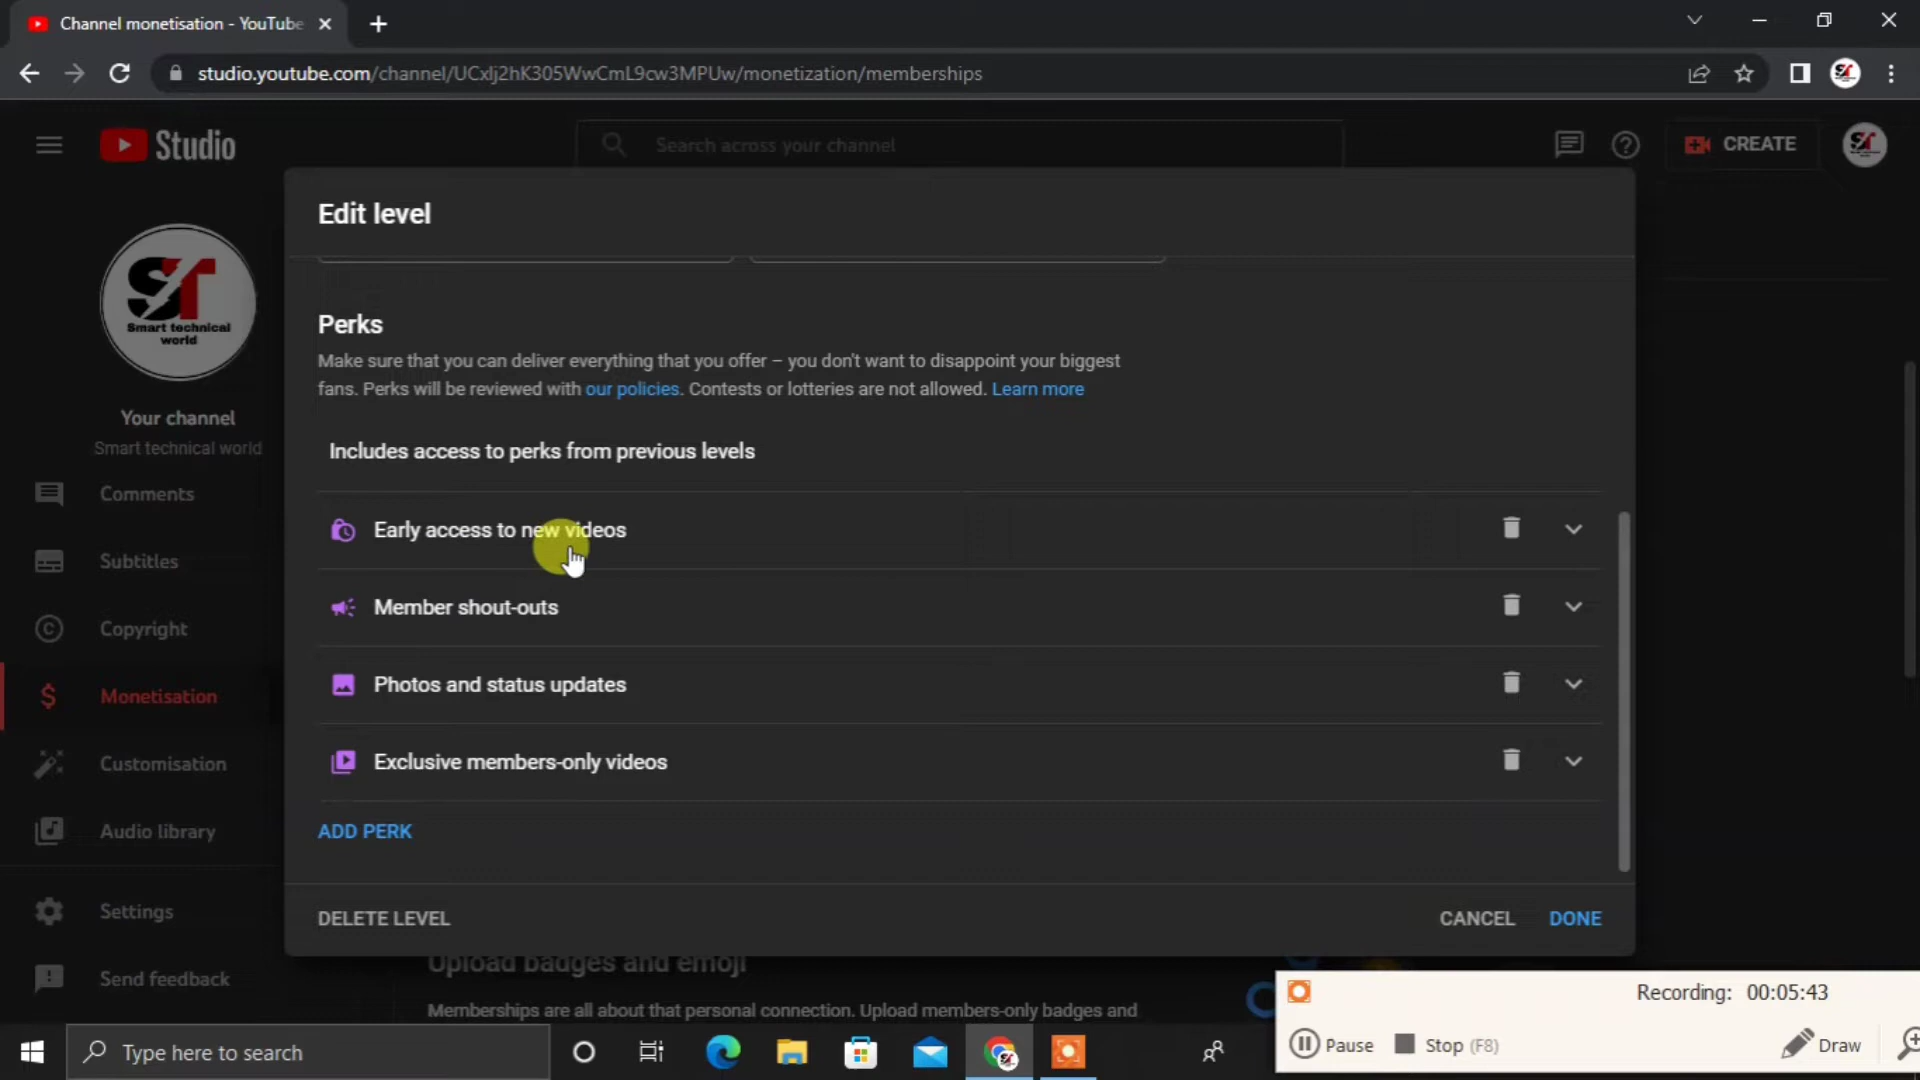 Channel monetisation - YouTube
studio.youtube.com/channel/UCxlj2hK305WwCmL9cw3MPUw/monetization/memberships
Studio
Search across your channel
CREATE
ST
Smart technical
world
Your channel
Smart technical world
Comments
Subtitles
Copyright
Monetisation
Customisation
Audio library
Settings
Send feedback
Edit level
Perks
Make sure that you can deliver everything that you offer – you don't want to disappoint your biggest
fans. Perks will be reviewed with our policies. Contests or lotteries are not allowed. Learn more
Includes access to perks from previous levels
Early access to new videos
Member shout-outs
Photos and status updates
Exclusive members-only videos
ADD PERK
DELETE LEVEL
CANCEL
DONE
Upload badges and emoji
Memberships are all about that personal connection. Upload members-only badges and
Recording: 00:05:43
Pause
Stop (F8)
Draw
Type here to search